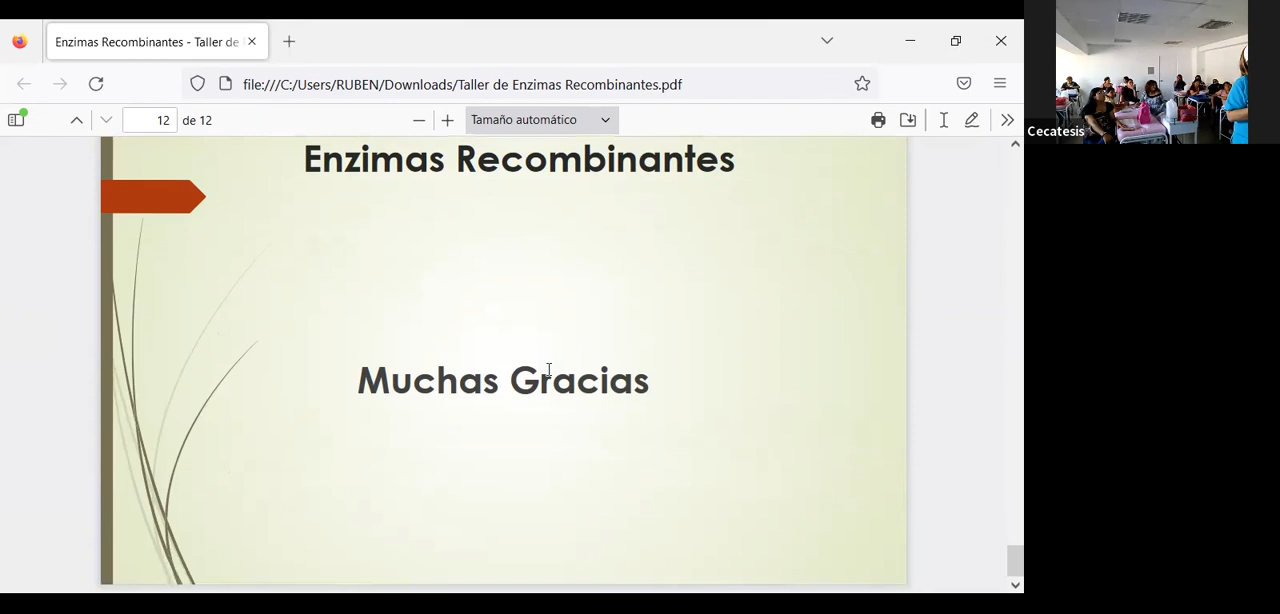 Enzimas Recombinantes - Taller de
file:///C:/Users/RUBEN/Downloads/Taller de Enzimas Recombinantes.pdf
12 de 12
Tamaño automático
Cecatesis
Enzimas Recombinantes
Muchas Gracias